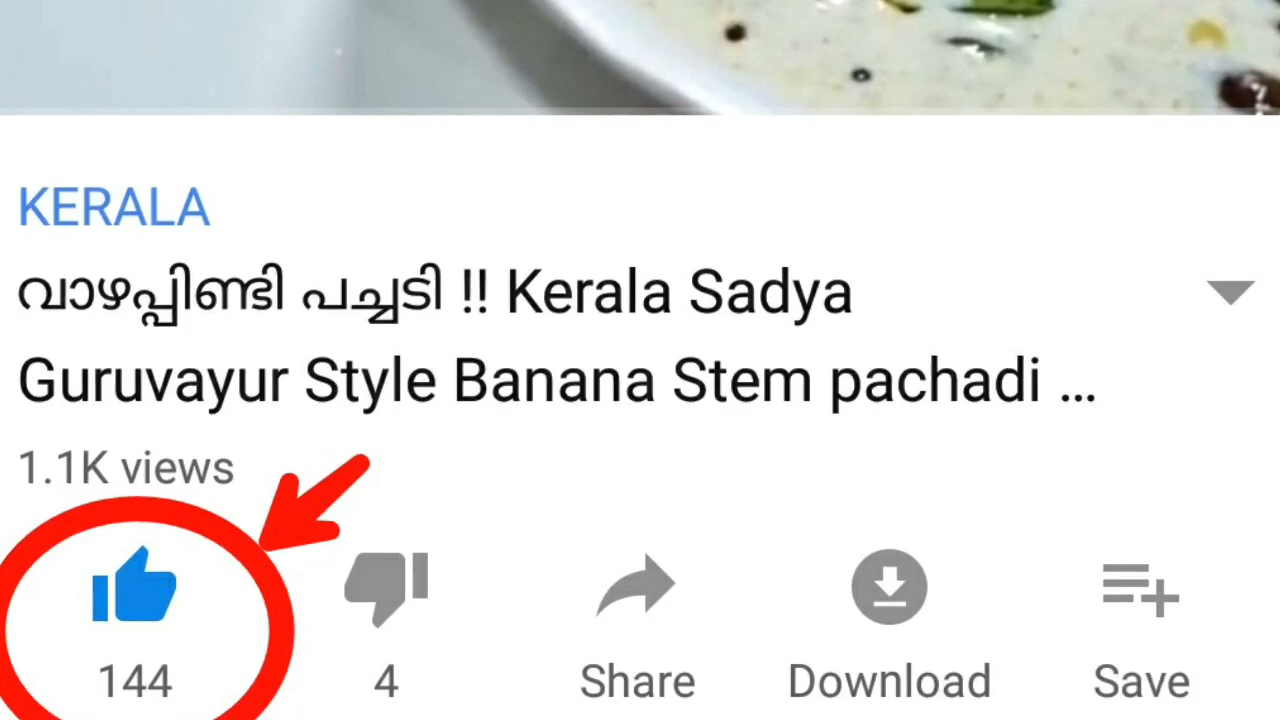 KERALA
വാഴപ്പിണ്ടി പച്ചടി !! Kerala Sadya
Guruvayur Style Banana Stem pachadi ...
1.1K views
144
4
Share
Download
Save